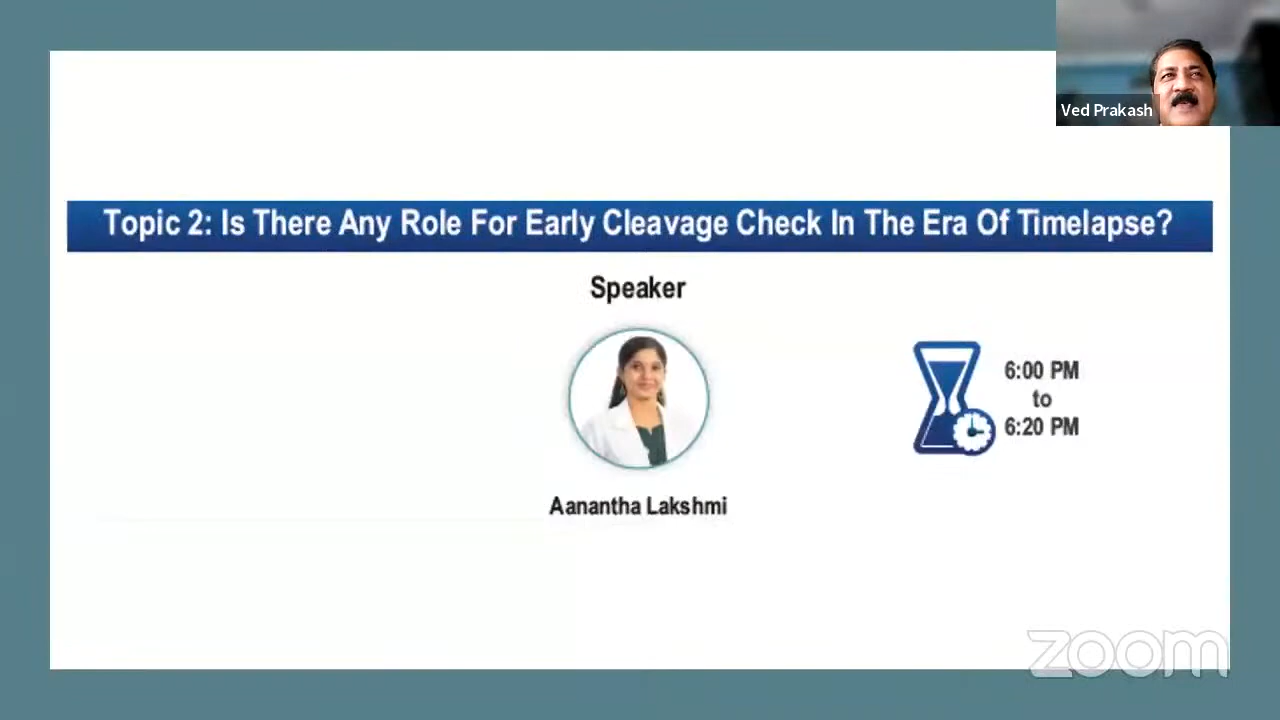 Ved Prakash
Topic 2: Is There Any Role For Early Cleavage Check In The Era Of Timelapse?
Speaker
6:00 PM
to
6:20 PM
Aanantha Lakshmi
zoom